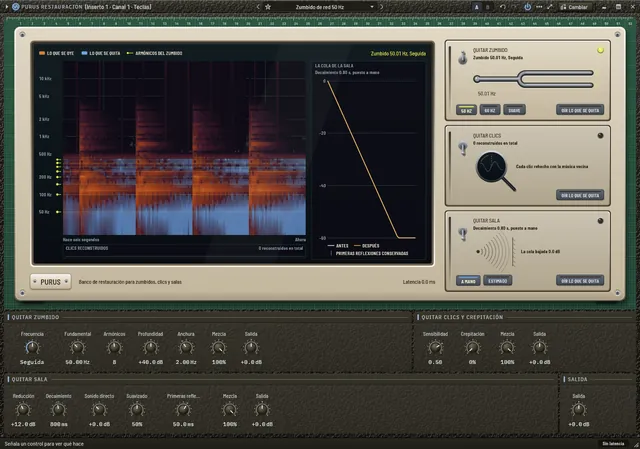 PURUS RESTAURACIÓN (Inserto 1 - Canal 1 - Teclas)
Zumbido de red 50 Hz
A
B
Cambiar
LO QUE SE OYE
LO QUE SE QUITA
ARMÓNICOS DEL ZUMBIDO
Zumbido 50.01 Hz, Seguida
10 kHz
5 kHz
2 kHz
1 kHz
500 Hz
200 Hz
100 Hz
50 Hz
Hace seis segundos
Ahora
CLICS RECONSTRUIDOS
0 reconstruidos en total
LA COLA DE LA SALA
Decaimiento 0.80 s, puesto a mano
0
-20
-40
-60
ANTES
DESPUÉS
PRIMERAS REFLEXIONES CONSERVADAS
QUITAR ZUMBIDO
Zumbido 50.01 Hz, Seguida
50.01 Hz
50 HZ
60 HZ
SUAVE
OÍR LO QUE SE QUITA
QUITAR CLICS
0 reconstruidos en total
Cada clic rehecho con la música vecina
OÍR LO QUE SE QUITA
QUITAR SALA
Decaimiento 0.80 s, puesto a mano
La cola bajada 0.0 dB
A MANO
ESTIMADO
OÍR LO QUE SE QUITA
PURUS
Banco de restauración para zumbidos, clics y salas
Latencia 0.0 ms
QUITAR ZUMBIDO
Frecuencia
Fundamental
Armónicos
Profundidad
Anchura
Mezcla
Salida
Seguida
50.00 Hz
8
+40.0 dB
2.00 Hz
100%
+0.0 dB
QUITAR CLICS Y CREPITACIÓN
Sensibilidad
Crepitación
Mezcla
Salida
0.50
0%
100%
+0.0 dB
QUITAR SALA
Reducción
Decaimiento
Sonido directo
Suavizado
Primeras refle...
Mezcla
Salida
+12.0 dB
800 ms
+0.0 dB
50%
50.0 ms
100%
+0.0 dB
SALIDA
Salida
+0.0 dB
Señala un control para ver qué hace
Sin latencia